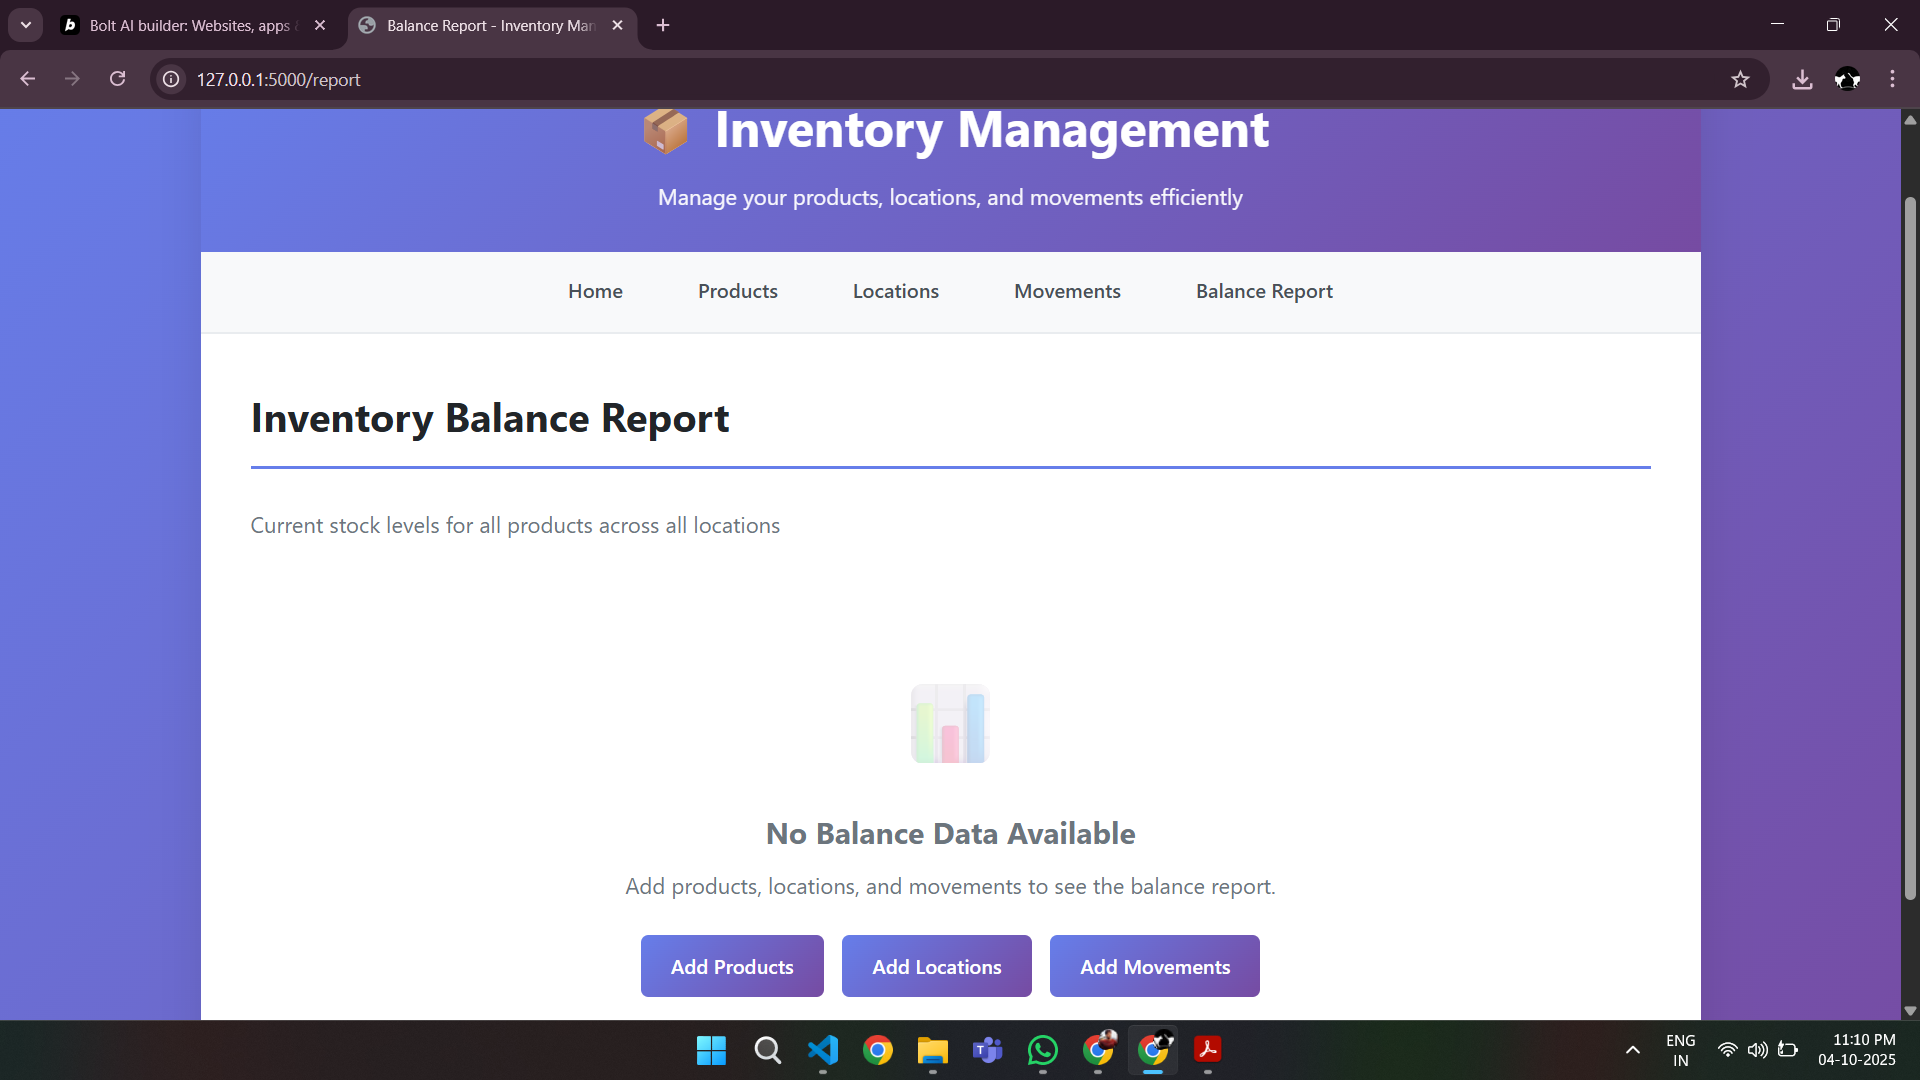 Bolt AI builder: Websites, apps &
Balance Report - Inventory Man
127.0.0.1:5000/report
Inventory Management
Manage your products, locations, and movements efficiently
Home Products Locations Movements Balance Report
Inventory Balance Report
Current stock levels for all products across all locations
No Balance Data Available
Add products, locations, and movements to see the balance report.
Add Products Add Locations Add Movements
ENG
IN
11:10 PM
04-10-2025